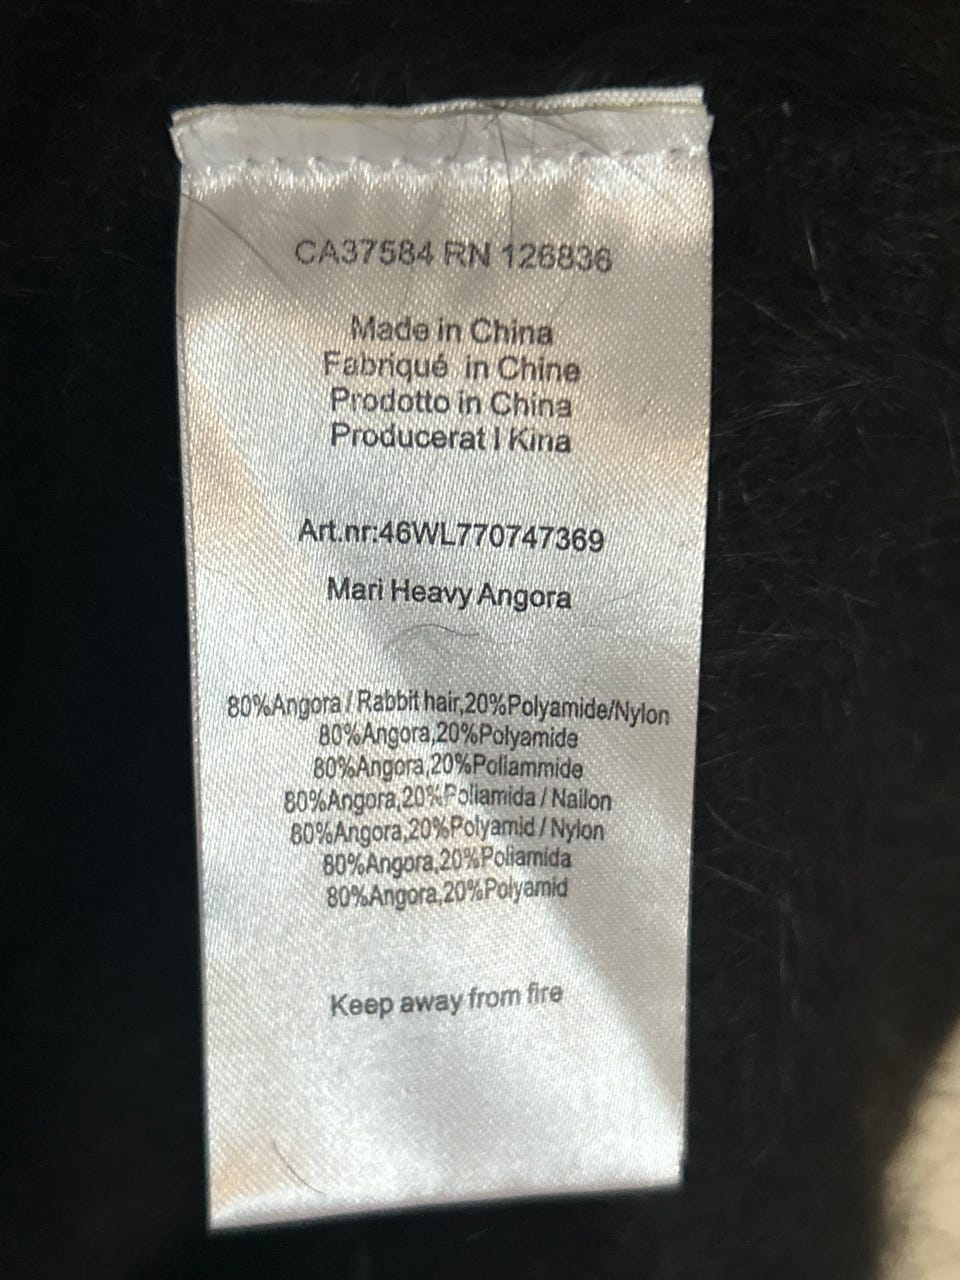 CA37584 RN 126836
Made in China
Fabriqué in Chine
Prodotto in China
Producerat I Kina
Art.nr:46WL770747369
Mari Heavy Angora
80%Angora / Rabbit hair,20%Polyamide/Nylon
80%Angora,20%Polyamide
80%Angora,20%Poliammide
80%Angora,20%Poliamida / Nailon
80%Angora,20%Polyamid / Nylon
80%Angora,20%Poliamida
80%Angora,20%Polyamid
Keep away from fire